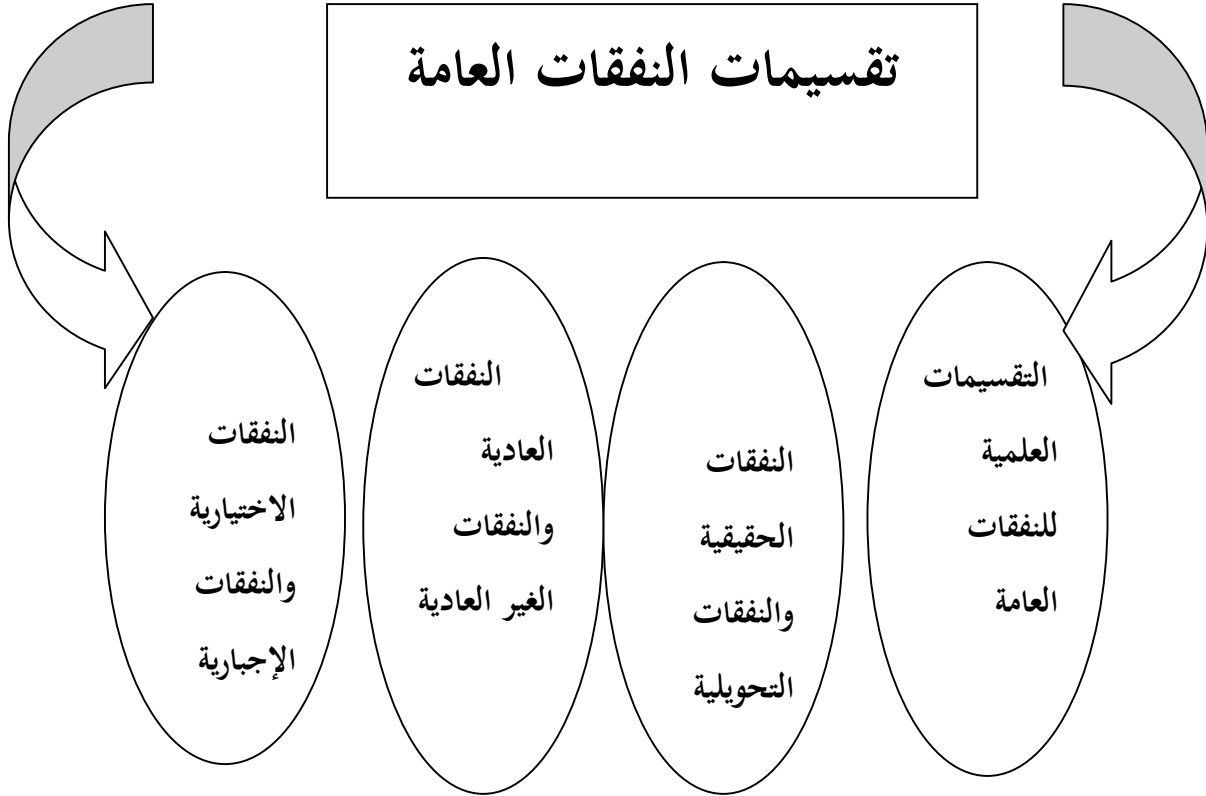 تقسيمات النفقات العامة
التقسيمات
العلمية
للنفقات
العامة
النفقات
الحقيقية
والنفقات
التحويلية
النفقات
العادية
والنفقات
الغير العادية
النفقات
الاختيارية
والنفقات
الإجبارية